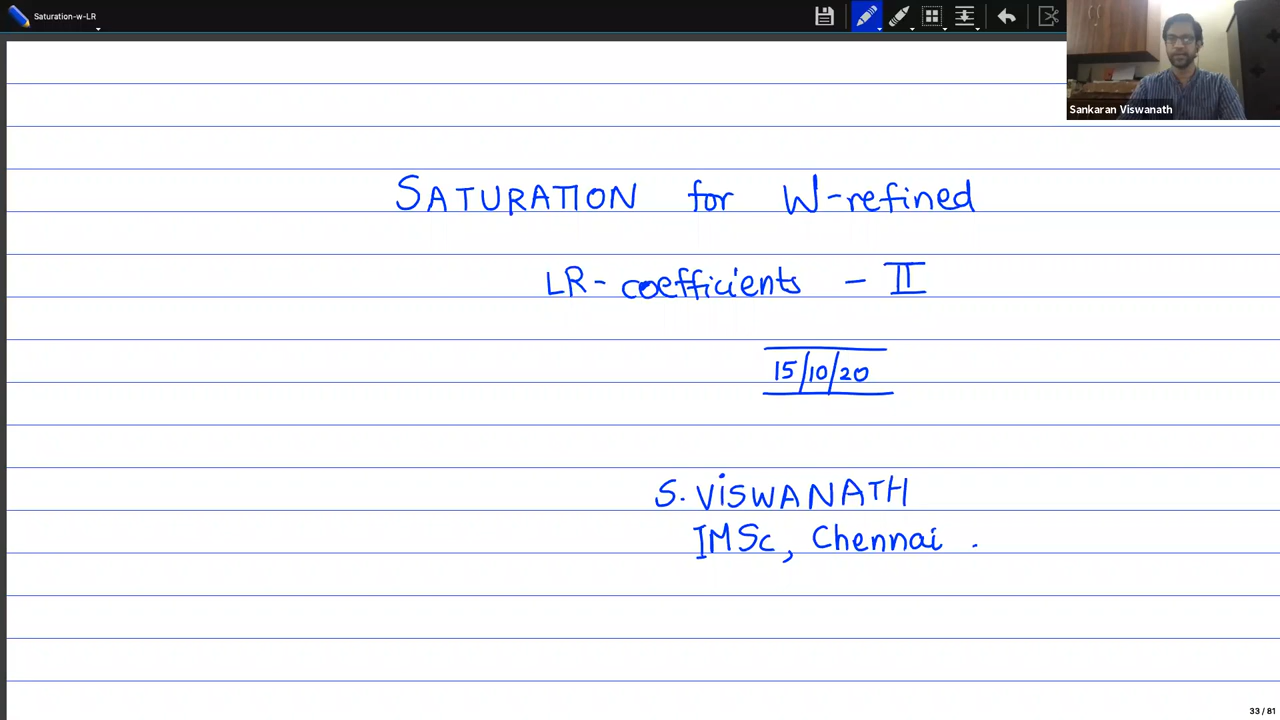 Saturation-w-LR
Sankaran Viswanath
SATURATION for W-refined
LR-coefficients - II
15/10/20
S. VISWANATH
IMSc, Chennai.
33 / 81